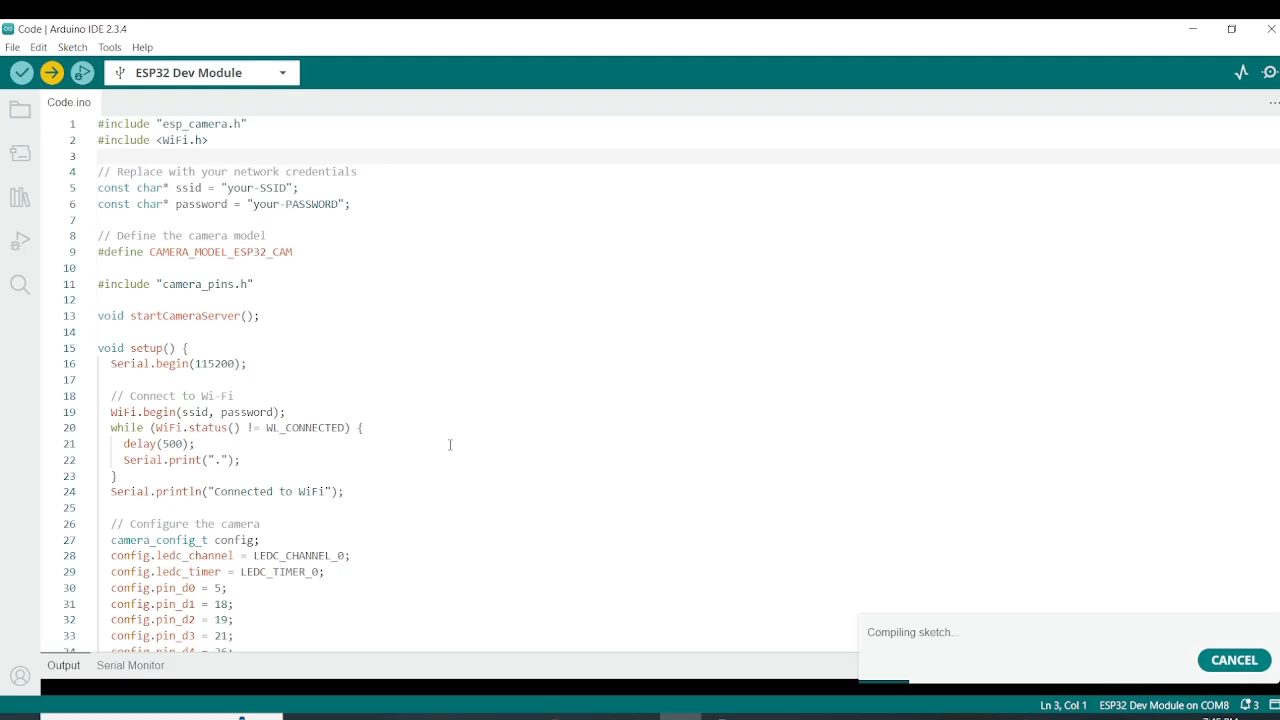 Code | Arduino IDE 2.3.4
File Edit Sketch Tools Help
ESP32 Dev Module
Code.ino
1 #include "esp_camera.h"
2 #include <WiFi.h>
3
4 // Replace with your network credentials
5 const char* ssid = "your-SSID";
6 const char* password = "your-PASSWORD";
7
8 // Define the camera model
9 #define CAMERA_MODEL_ESP32_CAM
10
11 #include "camera_pins.h"
12
13 void startCameraServer();
14
15 void setup() {
16 Serial.begin(115200);
17
18 // Connect to Wi-Fi
19 WiFi.begin(ssid, password);
20 while (WiFi.status() != WL_CONNECTED) {
21 delay(500);
22 Serial.print(".");
23 }
24 Serial.println("Connected to WiFi");
25
26 // Configure the camera
27 camera_config_t config;
28 config.ledc_channel = LEDC_CHANNEL_0;
29 config.ledc_timer = LEDC_TIMER_0;
30 config.pin_d0 = 5;
31 config.pin_d1 = 18;
32 config.pin_d2 = 19;
33 config.pin_d3 = 21;
34 config.pin_d4 = 36;
Compiling sketch...
CANCEL
Output Serial Monitor
Ln 3, Col 1 ESP32 Dev Module on COM8 3